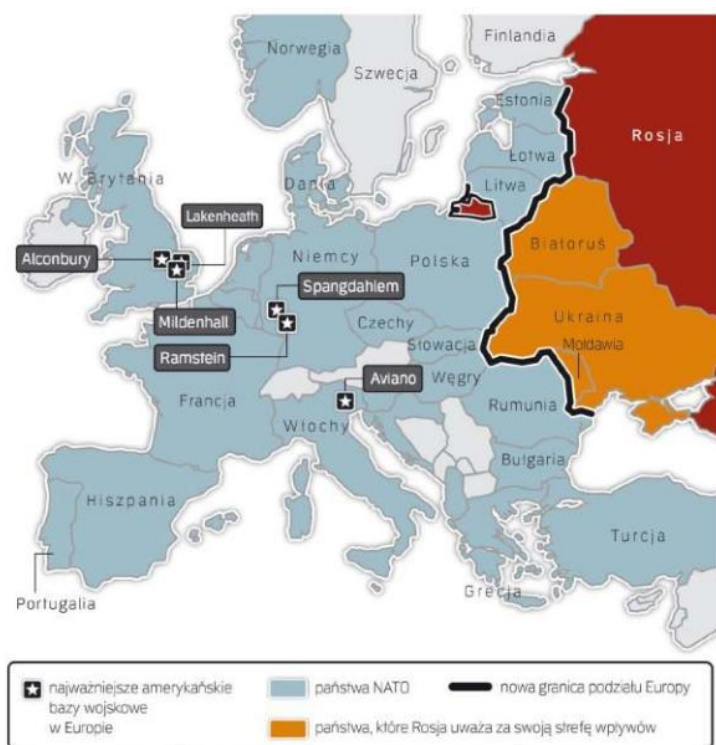 Norwegia
Finlandia
Szwecja
Estonia
Rosja
Łotwa
W. Brytania
Dania
Litwa
Lakenheath
Białoruś
Alconbury
Niemcy
Polska
Spangdahlem
Mildenhall
Czechy
Ukraina
Ramstein
Słowacja
Mołdawia
Aviano
Węgry
Francja
Rumunia
Włochy
Bułgaria
Hiszpania
Turcja
Grecja
Portugalia
najważniejsze amerykańskie
bazy wojskowe
w Europie
państwa NATO
nowa granica podziału Europy
państwa, które Rosja uważa za swoją strefę wpływów